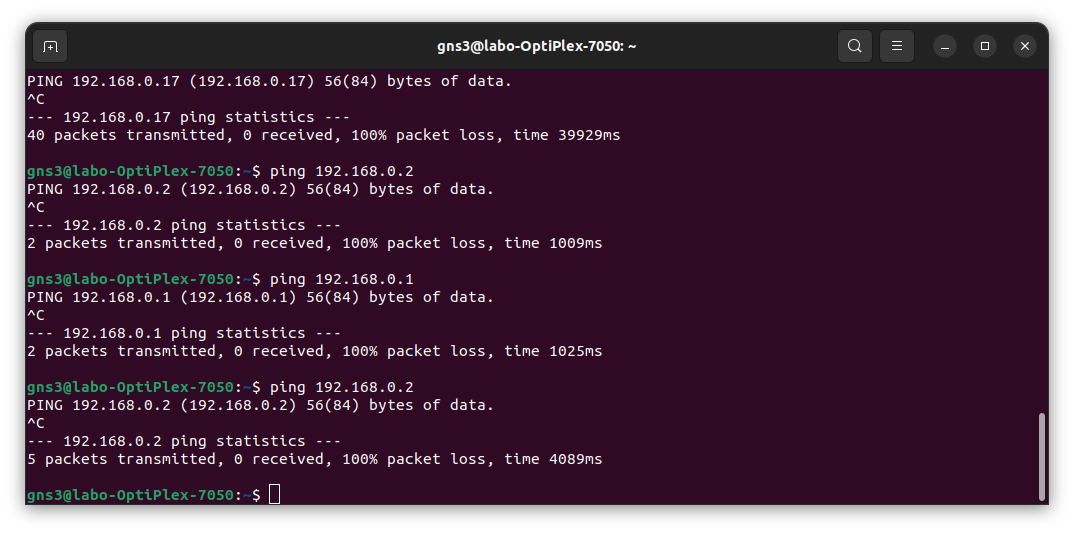 gns3@labo-OptiPlex-7050: ~
PING 192.168.0.17 (192.168.0.17) 56(84) bytes of data.
^C
--- 192.168.0.17 ping statistics ---
40 packets transmitted, 0 received, 100% packet loss, time 39929ms
gns3@labo-OptiPlex-7050:~$ ping 192.168.0.2
PING 192.168.0.2 (192.168.0.2) 56(84) bytes of data.
^C
--- 192.168.0.2 ping statistics ---
2 packets transmitted, 0 received, 100% packet loss, time 1009ms
gns3@labo-OptiPlex-7050:~$ ping 192.168.0.1
PING 192.168.0.1 (192.168.0.1) 56(84) bytes of data.
^C
--- 192.168.0.1 ping statistics ---
2 packets transmitted, 0 received, 100% packet loss, time 1025ms
gns3@labo-OptiPlex-7050:~$ ping 192.168.0.2
PING 192.168.0.2 (192.168.0.2) 56(84) bytes of data.
^C
--- 192.168.0.2 ping statistics ---
5 packets transmitted, 0 received, 100% packet loss, time 4089ms
gns3@labo-OptiPlex-7050:~$